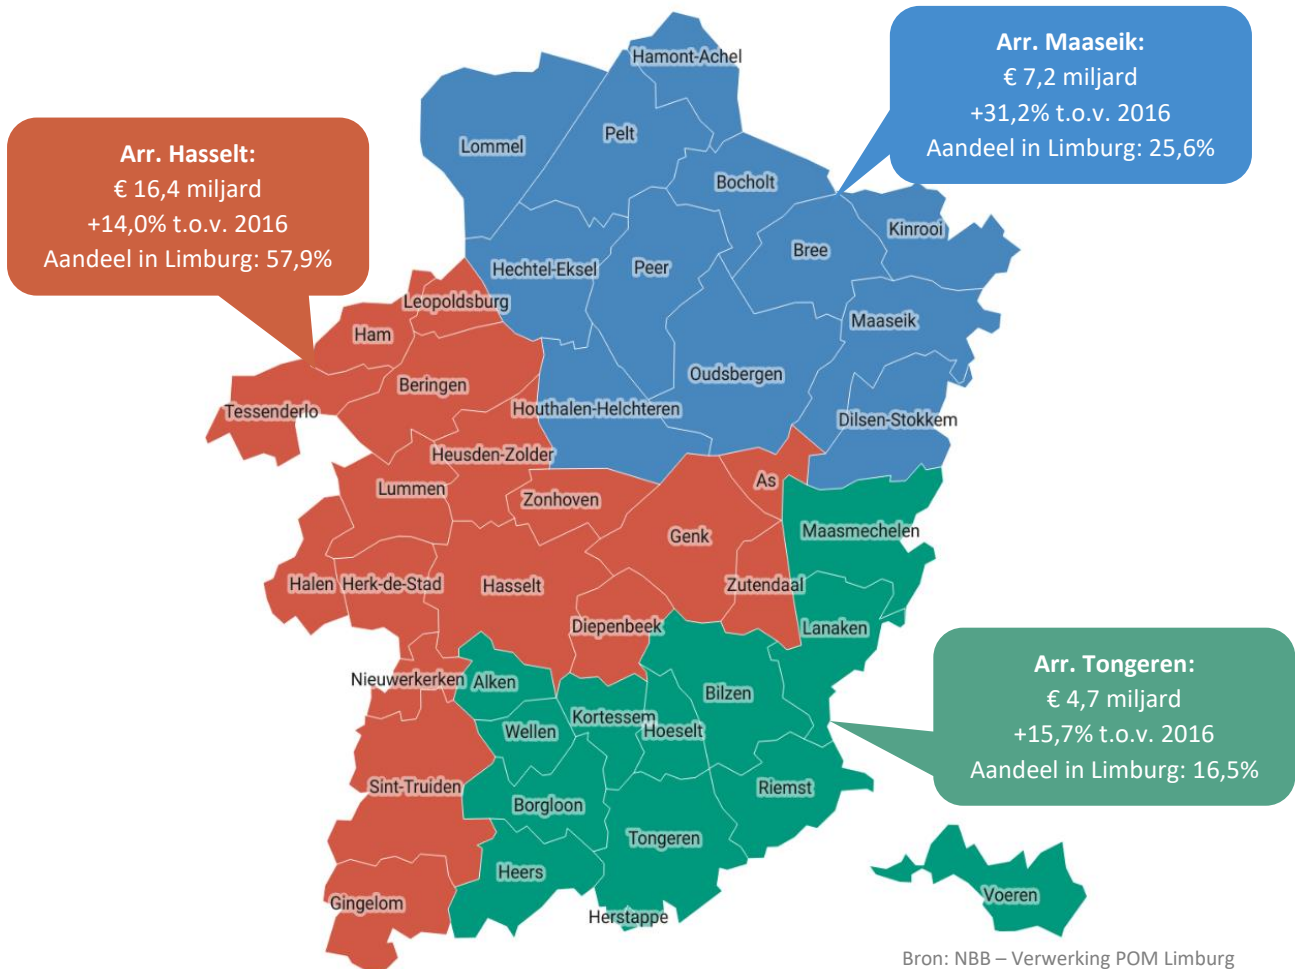 Arr. Maaseik:
€ 7,2 miljard
+31,2% t.o.v. 2016
Aandeel in Limburg: 25,6%
Arr. Hasselt:
€ 16,4 miljard
+14,0% t.o.v. 2016
Aandeel in Limburg: 57,9%
Hamont-Achel
Pelt
Lommel
Bocholt
Kinrooi
Bree
Hechtel-Eksel
Peer
Leopoldsburg
Maaseik
Ham
Oudsbergen
Beringen
Houthalen-Helchteren
Tessenderlo
Dilsen-Stokkem
Heusden-Zolder
As
Lummen
Zonhoven
Maasmechelen
Genk
Halen
Herk-de-Stad
Hasselt
Zutendaal
Diepenbeek
Lanaken
Nieuwerkerken
Alken
Bilzen
Kortessem
Wellen
Hoeselt
Sint-Truiden
Riemst
Borgloon
Tongeren
Heers
Voeren
Gingelom
Herstappe
Arr. Tongeren:
€ 4,7 miljard
+15,7% t.o.v. 2016
Aandeel in Limburg: 16,5%
Bron: NBB – Verwerking POM Limburg